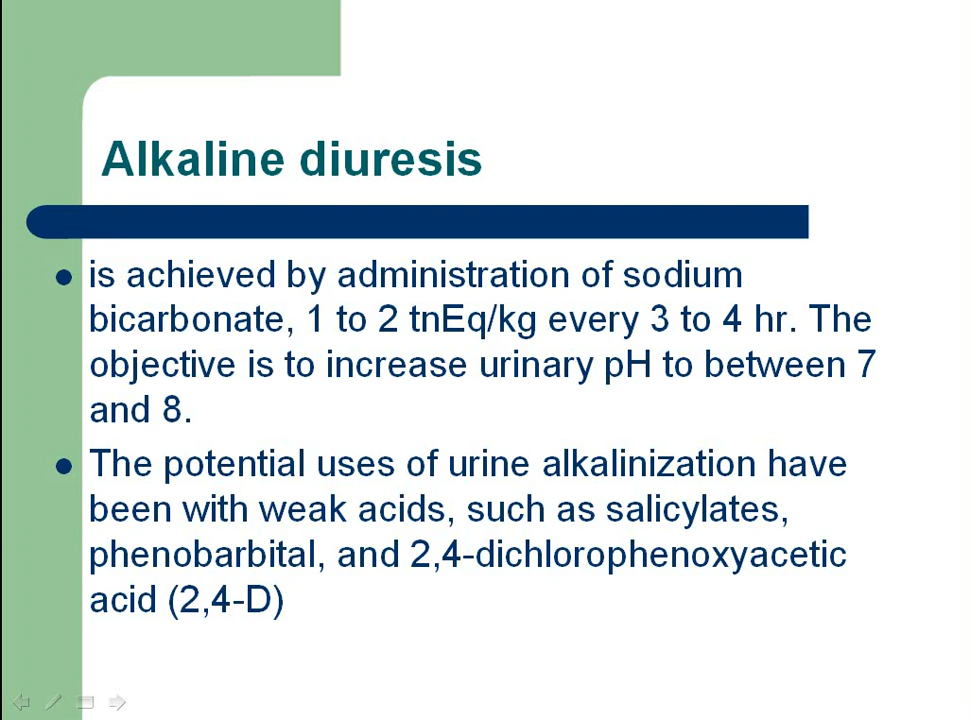 Alkaline diuresis
is achieved by administration of sodium
bicarbonate, 1 to 2 tnEq/kg every 3 to 4 hr. The
objective is to increase urinary pH to between 7
and 8.
The potential uses of urine alkalinization have
been with weak acids, such as salicylates,
phenobarbital, and 2,4-dichlorophenoxyacetic
acid (2,4-D)